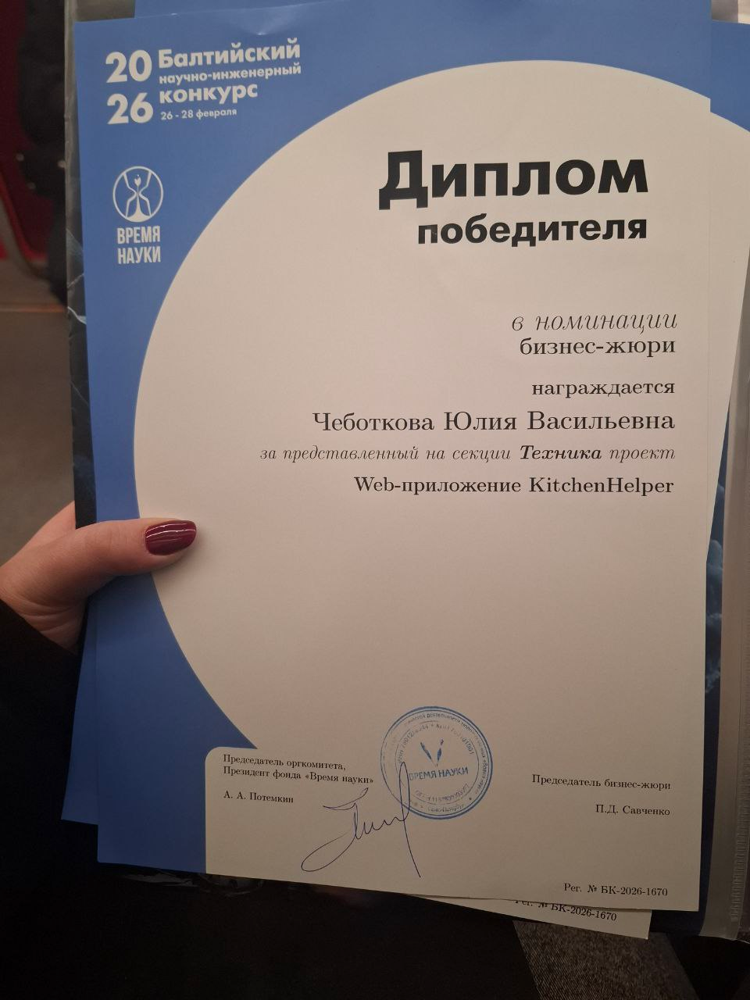 20 26
Балтийский
научно-инженерный
конкурс
26 - 28 февраля
ВРЕМЯ
НАУКИ
Диплом
победителя
в номинации
бизнес-жюри
награждается
Чеботкова Юлия Васильевна
за представленный на секции Техника проект
Web-приложение KitchenHelper
Председатель оргкомитета,
Президент фонда «Время науки»
А. А. Потемкин
ВРЕМЯ НАУКИ
Председатель бизнес-жюри
П.Д. Савченко
Рег. № БК-2026-1670
Рег. № БК-2026-1670